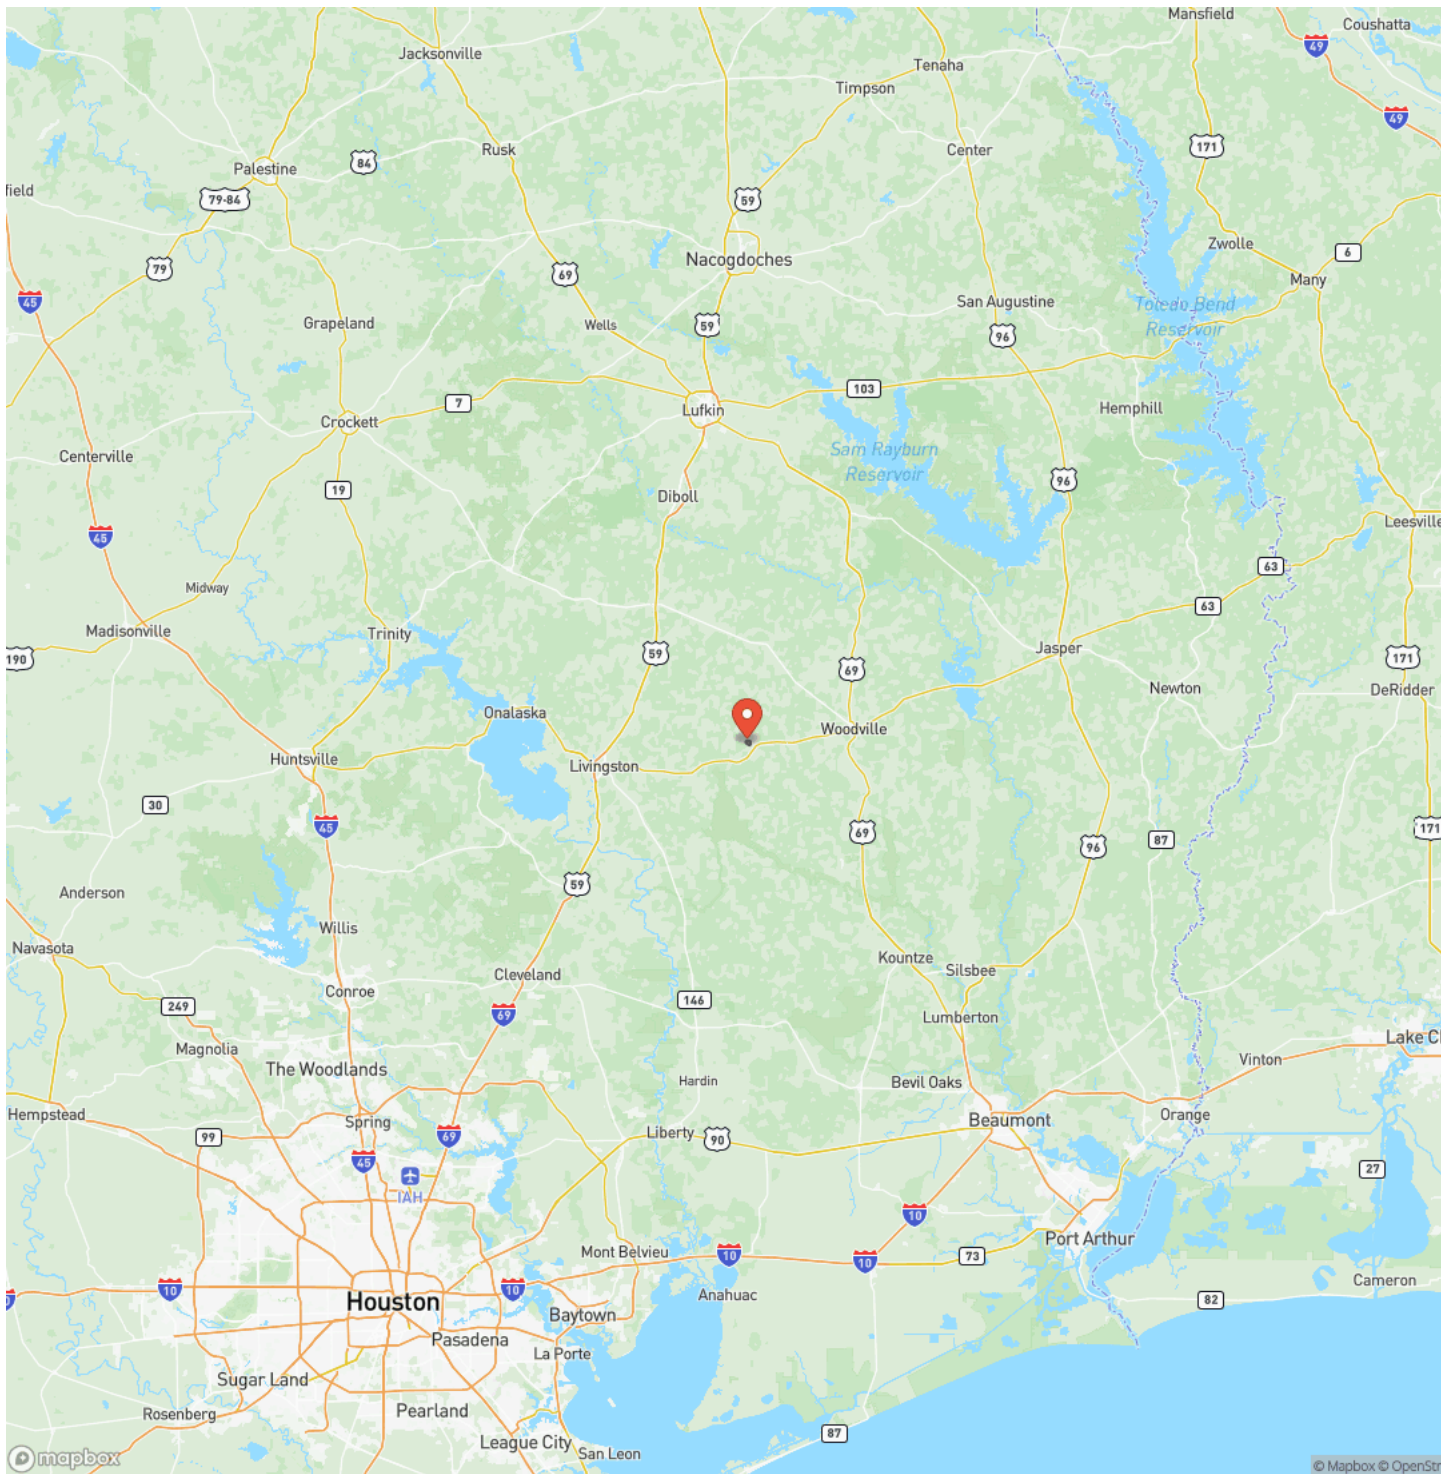 Mansfield
Coushatta
49
Jacksonville
Tenaha
Timpson
49
171
Rusk
84
Center
Palestine
field
79-84
59
Zwolle
6
Nacogdoches
79
69
Many
45
San Augustine
Toledo Bend
Reservoir
Grapeland
Wells
59
96
103
7
Lufkin
Hemphill
Crockett
Centerville
Sam Rayburn
Reservoir
96
19
Diboll
Leesville
45
63
Midway
63
Madisonville
Trinity
190
59
Jasper
171
69
Newton
DeRidder
Onalaska
Woodville
Huntsville
Livingston
30
45
69
171
87
96
59
Anderson
Willis
Navasota
Kountze
Cleveland
Silsbee
Conroe
146
249
69
Lumberton
Lake C
Magnolia
Vinton
The Woodlands
Hardin
Bevil Oaks
Hempstead
Orange
Spring
Beaumont
99
69
Liberty
90
45
27
IAH
10
Port Arthur
Mont Belvieu
10
73
10
Cameron
10
10
0
Anahuac
82
Houston
Baytown
Pasadena
La Porte
Sugar Land
Rosenberg
Pearland
87
League City
San Leon
mapbox
© Mapbox © OpenStr